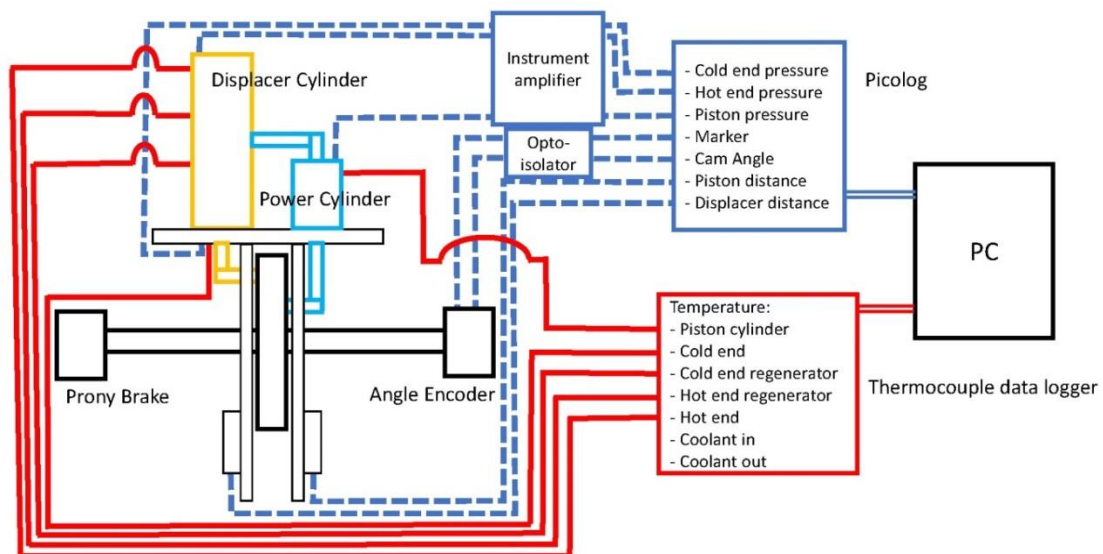 Displacer Cylinder
Instrument
amplifier
Opto-
isolator
- Cold end pressure
- Hot end pressure
- Piston pressure
- Marker
- Cam Angle
- Piston distance
- Displacer distance
Picolog
Power Cylinder
PC
Prony Brake
Angle Encoder
Temperature:
- Piston cylinder
- Cold end
- Cold end regenerator
- Hot end regenerator
- Hot end
- Coolant in
- Coolant out
Thermocouple data logger